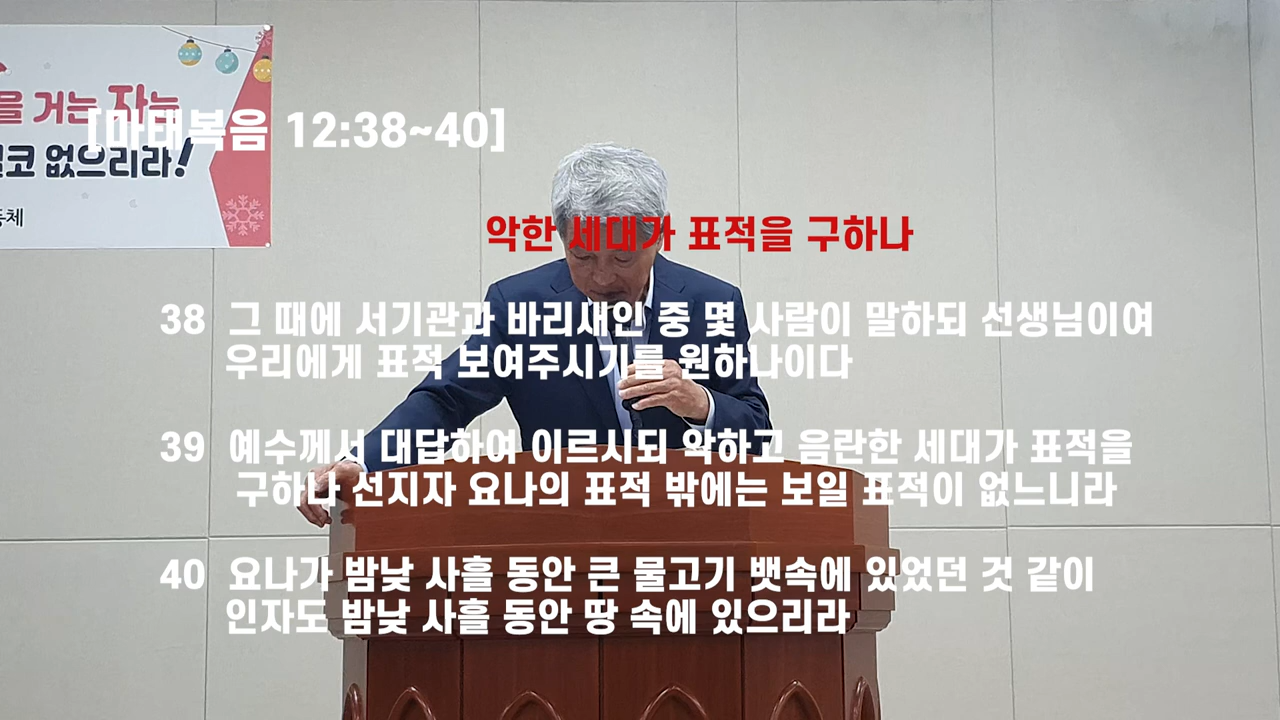 을 거는 자는
[마태복음 12:38~40]
없으리라!
동체
악한 세대가 표적을 구하나
38 그 때에 서기관과 바리새인 중 몇 사람이 말하되 선생님이여
우리에게 표적 보여주시기를 원하나이다
39 예수께서 대답하여 이르시되 악하고 음란한 세대가 표적을
구하나 선지자 요나의 표적 밖에는 보일 표적이 없느니라
40 요나가 밤낮 사흘 동안 큰 물고기 뱃속에 있었던 것 같이
인자도 밤낮 사흘 동안 땅 속에 있으리라